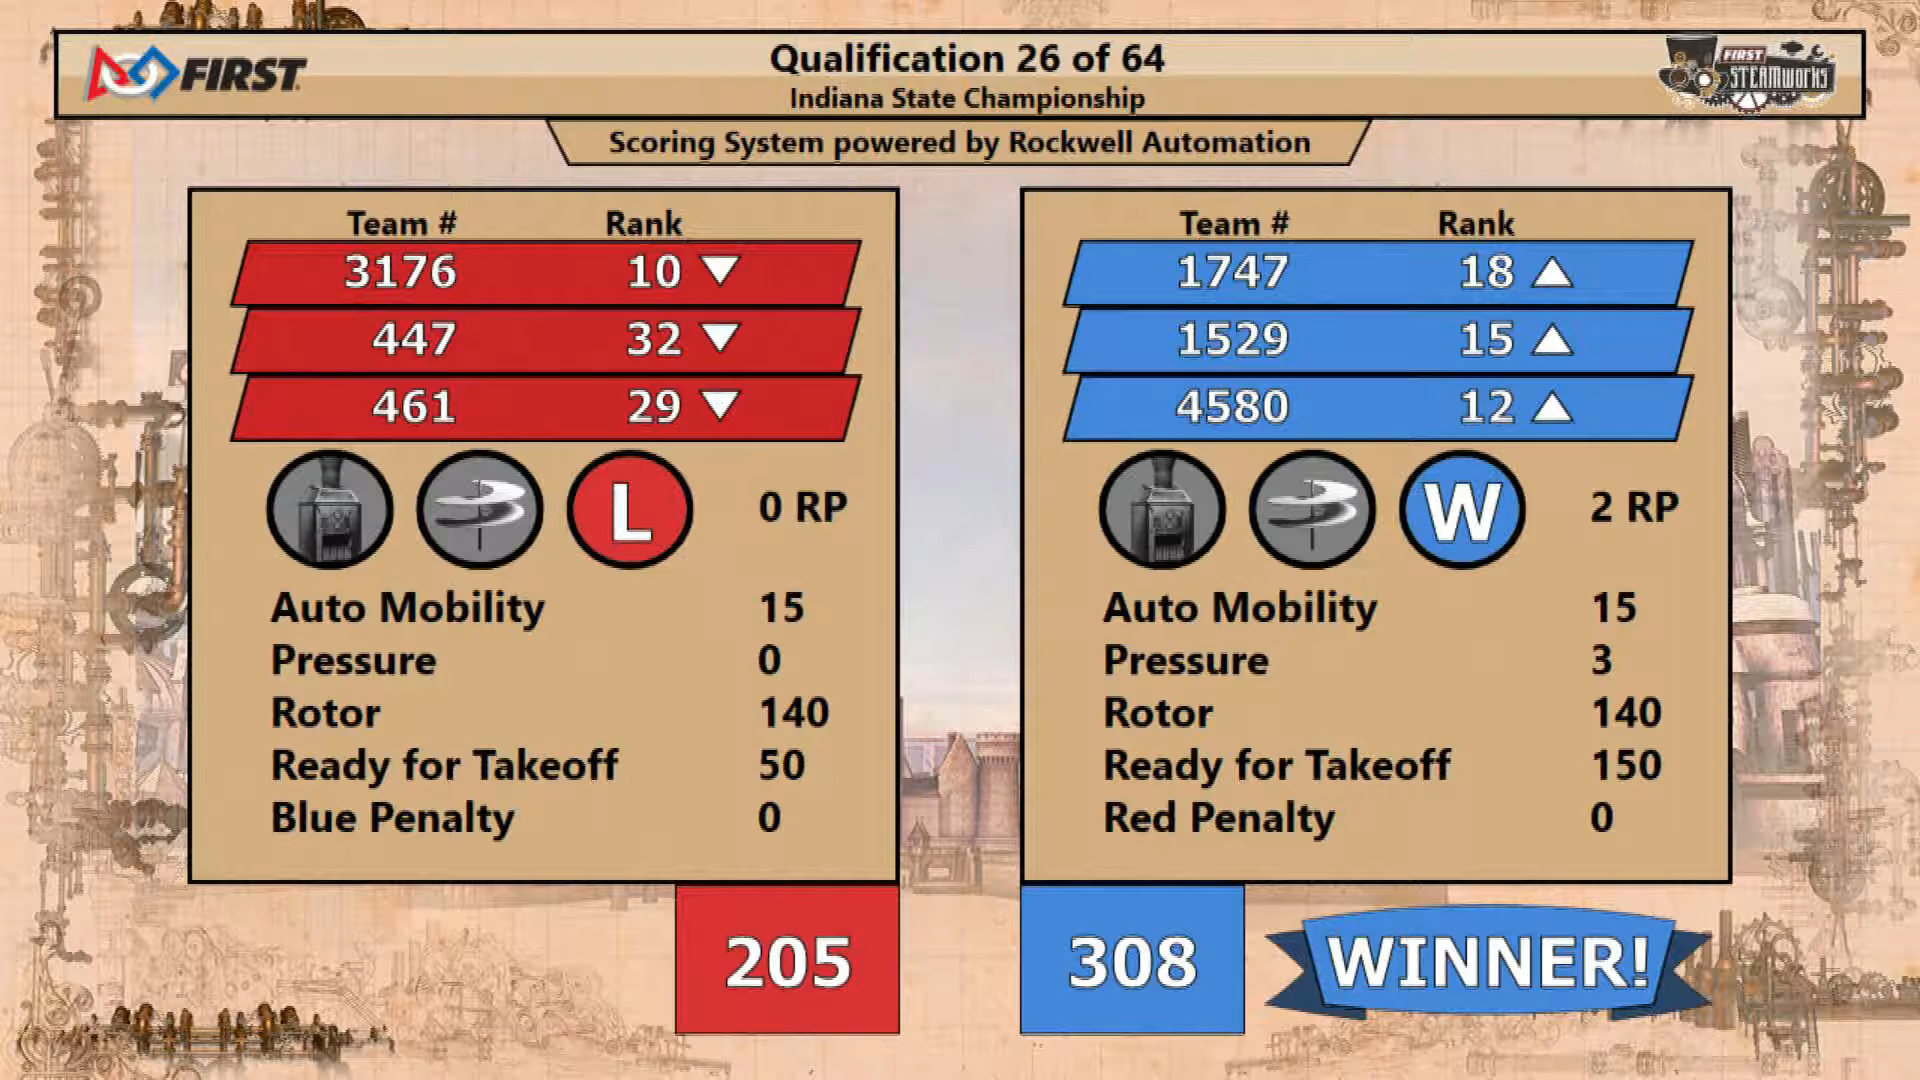 FIRST
Qualification 26 of 64
Indiana State Championship
FIRST
STEAMWORKS
Scoring System powered by Rockwell Automation
Team # Rank
3176 10
447 32
461 29
L 0 RP
Auto Mobility 15
Pressure 0
Rotor 140
Ready for Takeoff 50
Blue Penalty 0
205
Team # Rank
1747 18
1529 15
4580 12
W 2 RP
Auto Mobility 15
Pressure 3
Rotor 140
Ready for Takeoff 150
Red Penalty 0
308
WINNER!